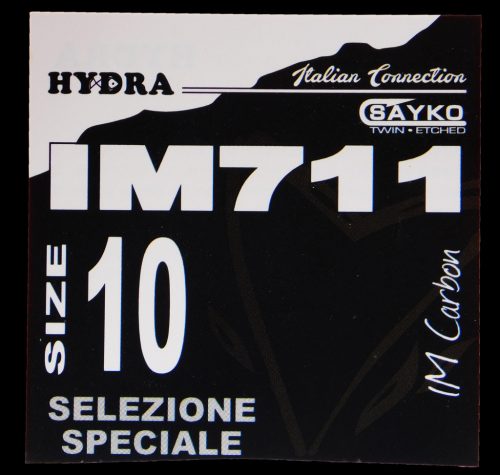 HYDRA
Italian Connection
SAYKO
TWIN - ETCHED
IM711
SIZE
10
IM Carbon
SELEZIONE
SPECIALE